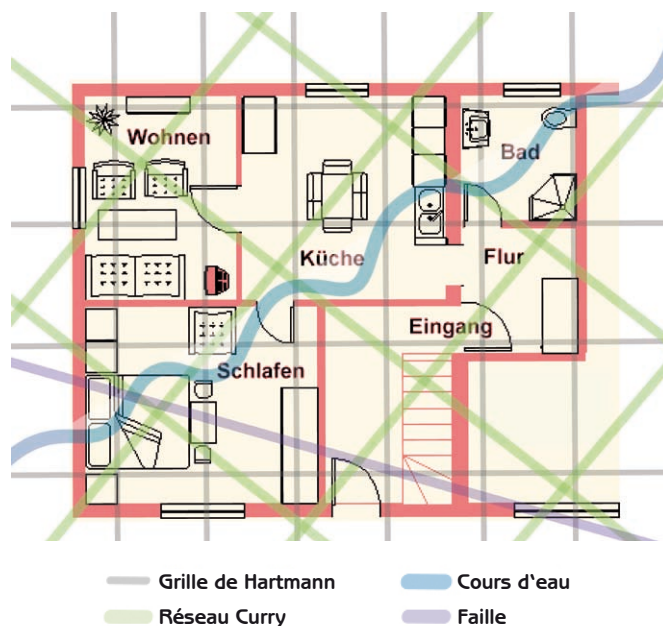 Wohnen
Bad
Küche
Flur
Eingang
Schlafen
Grille de Hartmann
Cours d'eau
Réseau Curry
Faille